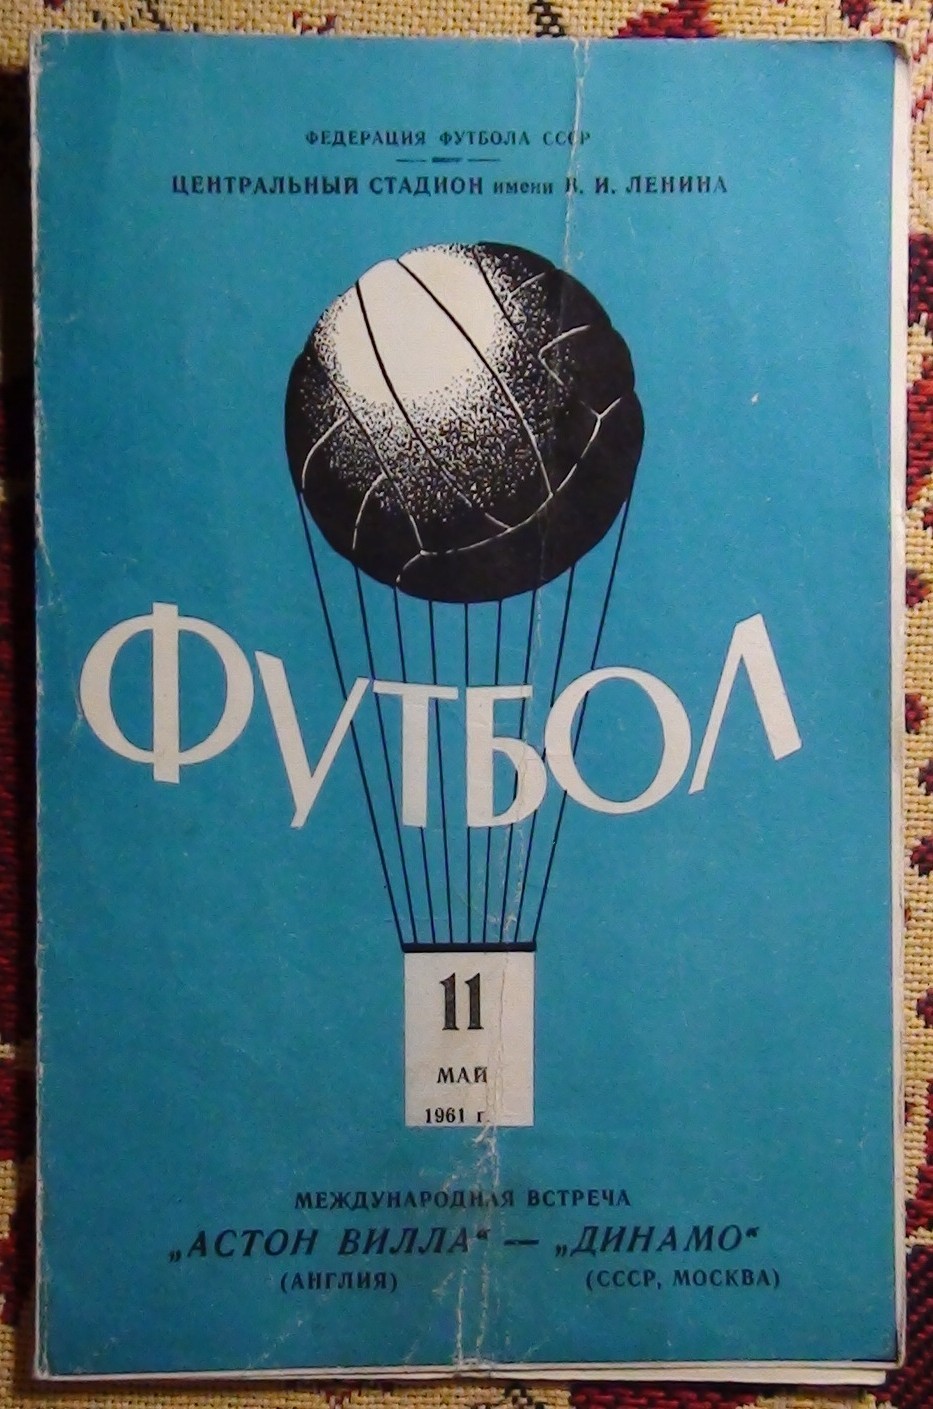 ФЕДЕРАЦИЯ ФУТБОЛА СССР
ЦЕНТРАЛЬНЫЙ СТАДИОН имени В. И. ЛЕНИНА
ФУТБОЛ
11
МАЙ
1961 г.
МЕЖДУНАРОДНАЯ ВСТРЕЧА
„АСТОН ВИЛЛА“ — „ДИНАМО“
(АНГЛИЯ) (СССР, МОСКВА)